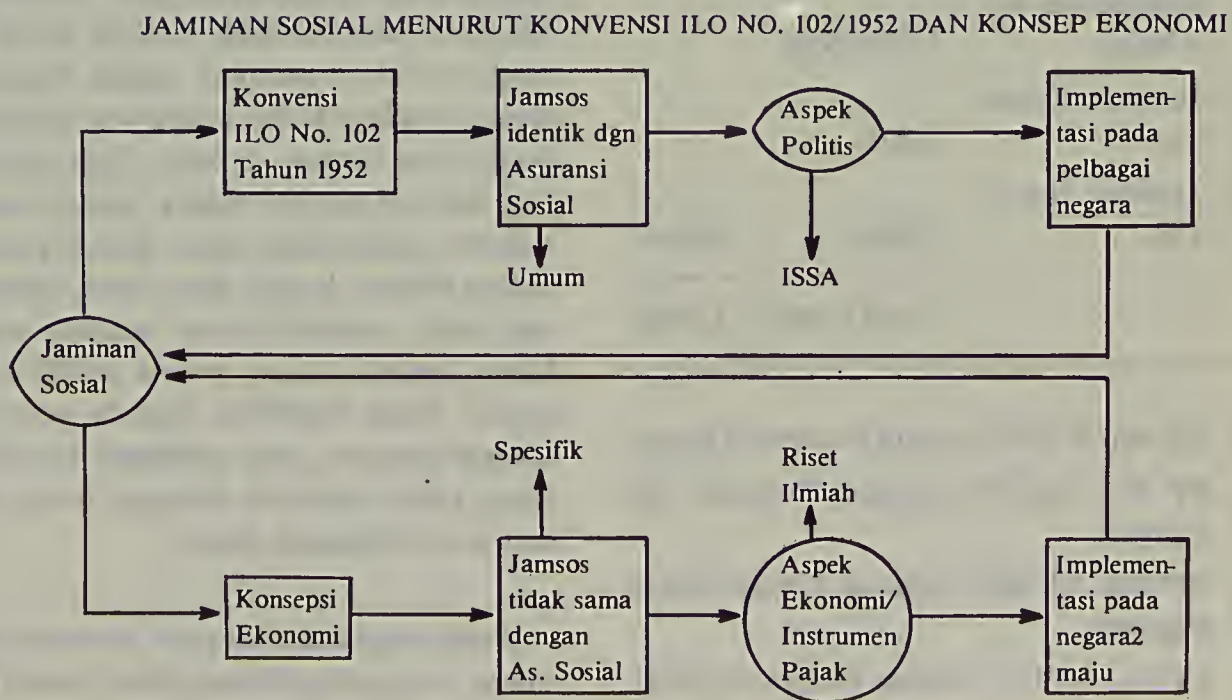 JAMINAN SOSIAL MENURUT KONVENSI ILO NO. 102/1952 DAN KONSEP EKONOMI
Konvensi
ILO No. 102
Tahun 1952
Jamsos
identik dgn
Asuransi
Sosial
Aspek
Politis
Implemen-
tasi pada
pelbagai
negara
Umum
ISSA
Jaminan
Sosial
Spesifik
Riset
Ilmiah
Konsepsi
Ekonomi
Jamsos
tidak sama
dengan
As. Sosial
Aspek
Ekonomi/
Instrumen
Pajak
Implemen-
tasi pada
negara2
maju